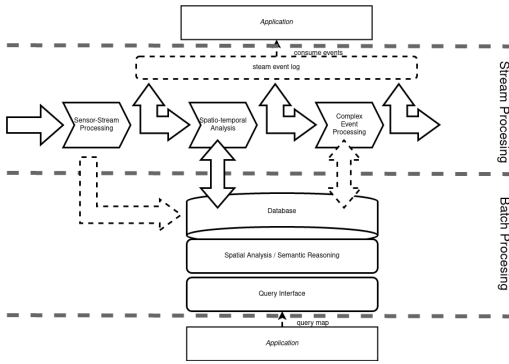 Application
consume events
steam event log
Stream Procesing
Sensor-Stream
Processing
Spatio-temporal
Analysis
Complex
Event
Processing
Batch Procesing
Database
Spatial Analysis / Semantic Reasoning
Query Interface
query map
Application